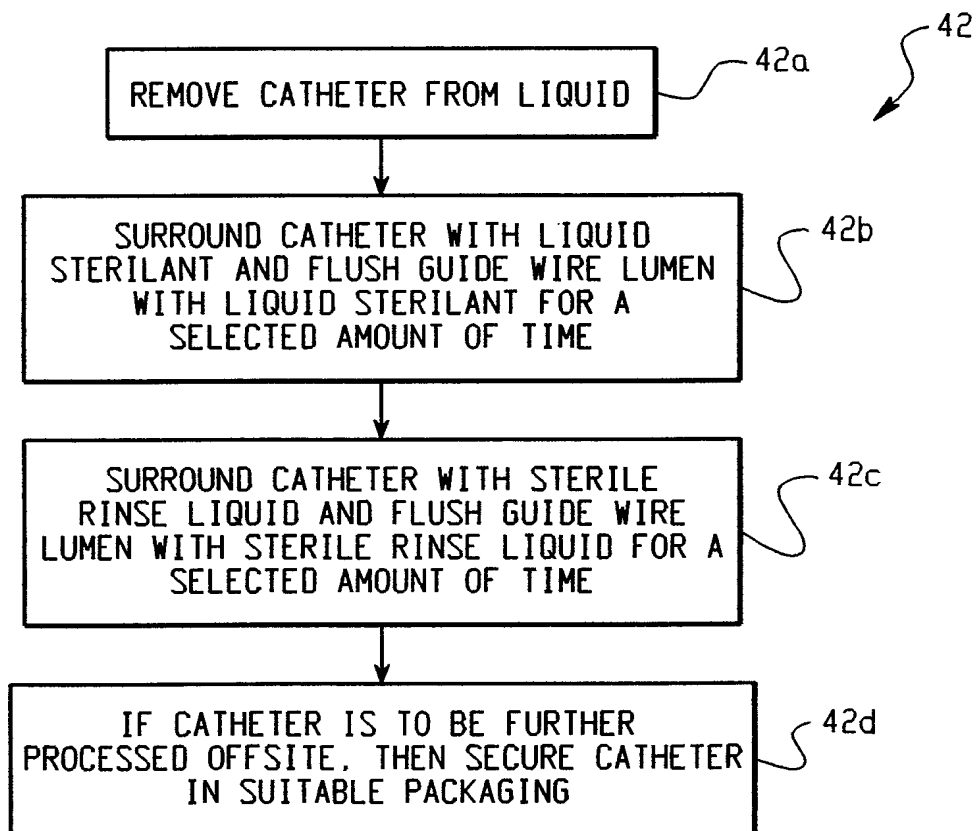 42
REMOVE CATHETER FROM LIQUID
42a
SURROUND CATHETER WITH LIQUID
STERILANT AND FLUSH GUIDE WIRE LUMEN
WITH LIQUID STERILANT FOR A
SELECTED AMOUNT OF TIME
42b
SURROUND CATHETER WITH STERILE
RINSE LIQUID AND FLUSH GUIDE WIRE
LUMEN WITH STERILE RINSE LIQUID FOR A
SELECTED AMOUNT OF TIME
42c
IF CATHETER IS TO BE FURTHER
PROCESSED OFFSITE, THEN SECURE CATHETER
IN SUITABLE PACKAGING
42d